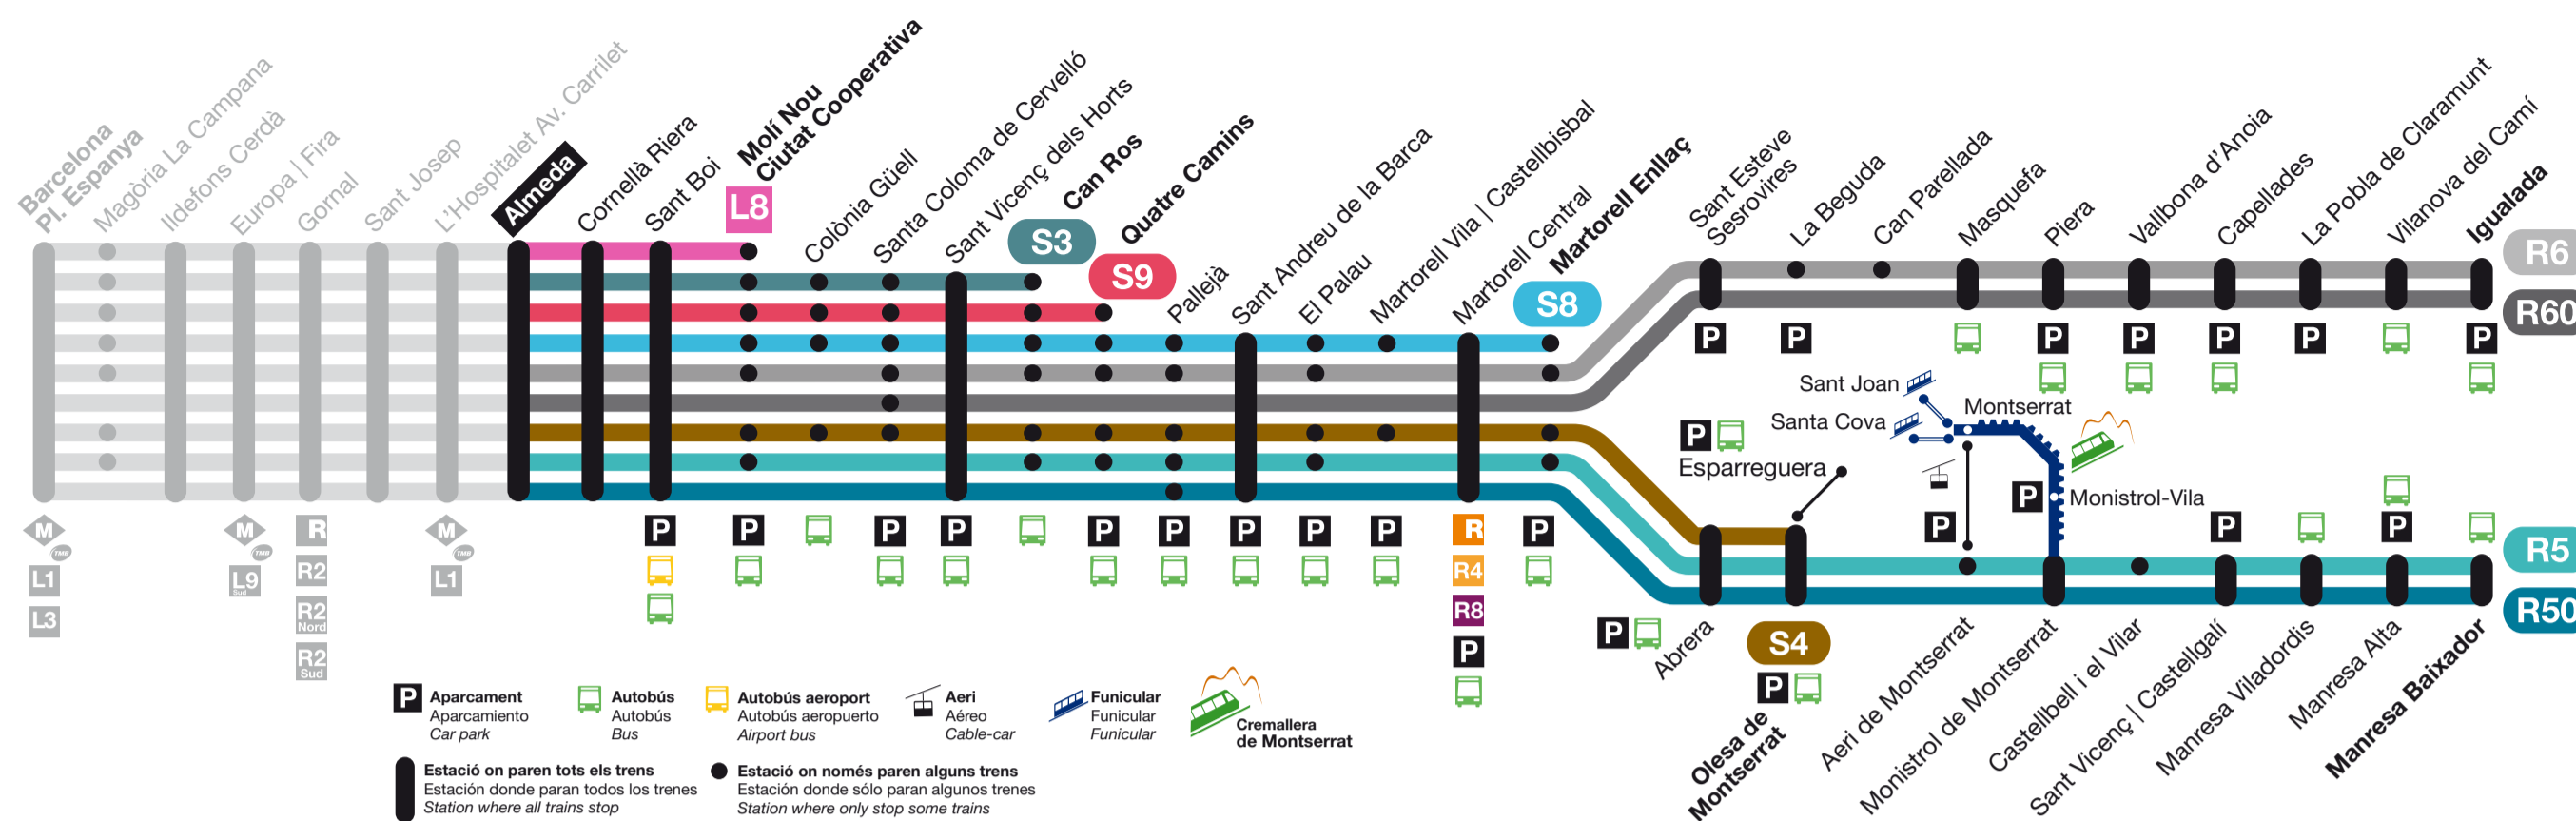 Barcelona
Pl. Espanya
Magòria La Campana
Ildefons Cerdà
Europa | Fira
Gornal
Sant Josep
L'Hospitalet Av. Carrilet
Almeda
Cornellà Riera
Sant Boi
Molí Nou
Ciutat Cooperativa
L8
Colònia Güell
Santa Coloma de Cervelló
Sant Vicenç dels Horts
Can Ros
S3
Quatre Camins
S9
Pallejà
Sant Andreu de la Barca
El Palau
Martorell Vila | Castellbisbal
Martorell Central
Martorell Enllaç
S8
Sant Esteve
Sesrovires
La Beguda
Can Parellada
Masquefa
Piera
Vallbona d'Anoia
Capellades
La Pobla de Claramunt
Vilanova del Camí
Igualada
R6
R60
P P P P P P P
Sant Joan
Santa Cova
Montserrat
P
Esparreguera
P
Monistrol-Vila
P
P
P
R5
R50
M TMB
L1
L3
M TMB
L9
Sud
R
R2
R2
Nord
R2
Sud
M TMB
L1
P P P P P P P P P
R
R4
R8
P
P
P
Abrera
S4
P
Olesa de
Montserrat
Aeri de Montserrat
Monistrol de Montserrat
Castellbell i el Vilar
Sant Vicenç | Castellgalí
Manresa Viladordis
Manresa Alta
Manresa Baixador
P
Aparcament
Aparcamiento
Car park
Autobús
Autobús
Bus
Autobús aeroport
Autobús aeropuerto
Airport bus
Aeri
Aéreo
Cable-car
Funicular
Funicular
Funicular
Cremallera
de Montserrat
Estació on paren tots els trens
Estación donde paran todos los trenes
Station where all trains stop
Estació on només paren alguns trens
Estación donde sólo paran algunos trenes
Station where only stop some trains